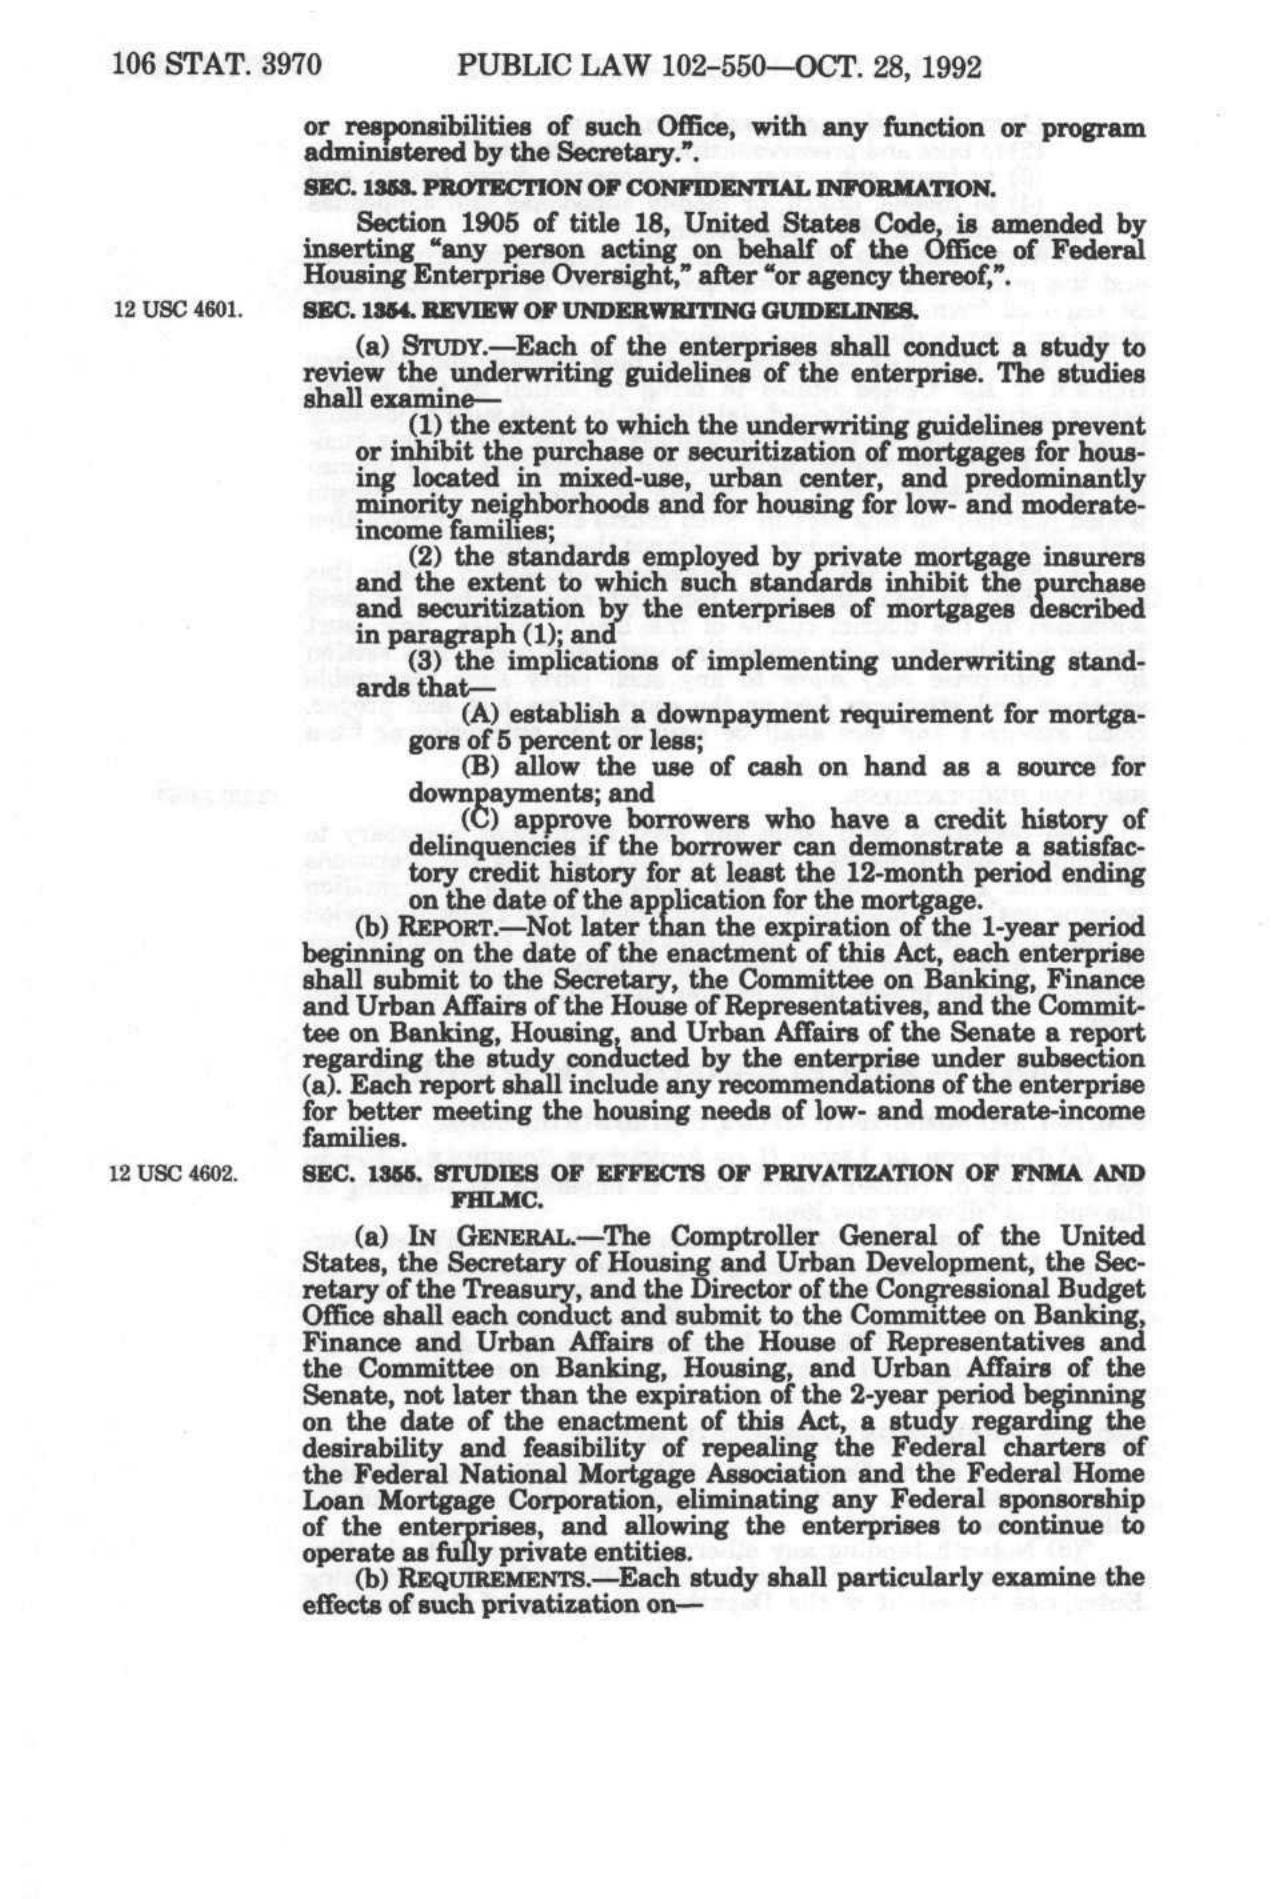 106 STAT. 3970 PUBLIC LAW 102-550—OCT. 28, 1992
or responsibilities of such Office, with any function or program
administered by the Secretary.".
SEC. 1353. PROTECTION OF CONFIDENTIAL INFORMATION.
Section 1905 of title 18, United States Code, is amended by
inserting "any person acting on behalf of the Office of Federal
Housing Enterprise Oversight," after "or agency thereof,".
12 USC 4601. SEC. 1354. REVIEW OF UNDERWRITING GUIDELINES.
(a) STUDY.—Each of the enterprises shall conduct a study to
review the underwriting guidelines of the enterprise. The studies
shall examine—
(1) the extent to which the underwriting guidelines prevent
or inhibit the purchase or securitization of mortgages for hous-
ing located in mixed-use, urban center, and predominantly
minority neighborhoods and for housing for low- and moderate-
income families;
(2) the standards employed by private mortgage insurers
and the extent to which such standards inhibit the purchase
and securitization by the enterprises of mortgages described
in paragraph (1); and
(3) the implications of implementing underwriting stand-
ards that—
(A) establish a downpayment requirement for mortga-
gors of 5 percent or less;
(B) allow the use of cash on hand as a source for
downpayments; and
(C) approve borrowers who have a credit history of
delinquencies if the borrower can demonstrate a satisfac-
tory credit history for at least the 12-month period ending
on the date of the application for the mortgage.
(b) REPORT.—Not later than the expiration of the 1-year period
beginning on the date of the enactment of this Act, each enterprise
shall submit to the Secretary, the Committee on Banking, Finance
and Urban Affairs of the House of Representatives, and the Commit-
tee on Banking, Housing, and Urban Affairs of the Senate a report
regarding the study conducted by the enterprise under subsection
(a). Each report shall include any recommendations of the enterprise
for better meeting the housing needs of low- and moderate-income
families.
12 USC 4602. SEC. 1355. STUDIES OF EFFECTS OF PRIVATIZATION OF FNMA AND
FHLMC.
(a) IN GENERAL.—The Comptroller General of the United
States, the Secretary of Housing and Urban Development, the Sec-
retary of the Treasury, and the Director of the Congressional Budget
Office shall each conduct and submit to the Committee on Banking,
Finance and Urban Affairs of the House of Representatives and
the Committee on Banking, Housing, and Urban Affairs of the
Senate, not later than the expiration of the 2-year period beginning
on the date of the enactment of this Act, a study regarding the
desirability and feasibility of repealing the Federal charters of
the Federal National Mortgage Association and the Federal Home
Loan Mortgage Corporation, eliminating any Federal sponsorship
of the enterprises, and allowing the enterprises to continue to
operate as fully private entities.
(b) REQUIREMENTS.—Each study shall particularly examine the
effects of such privatization on—